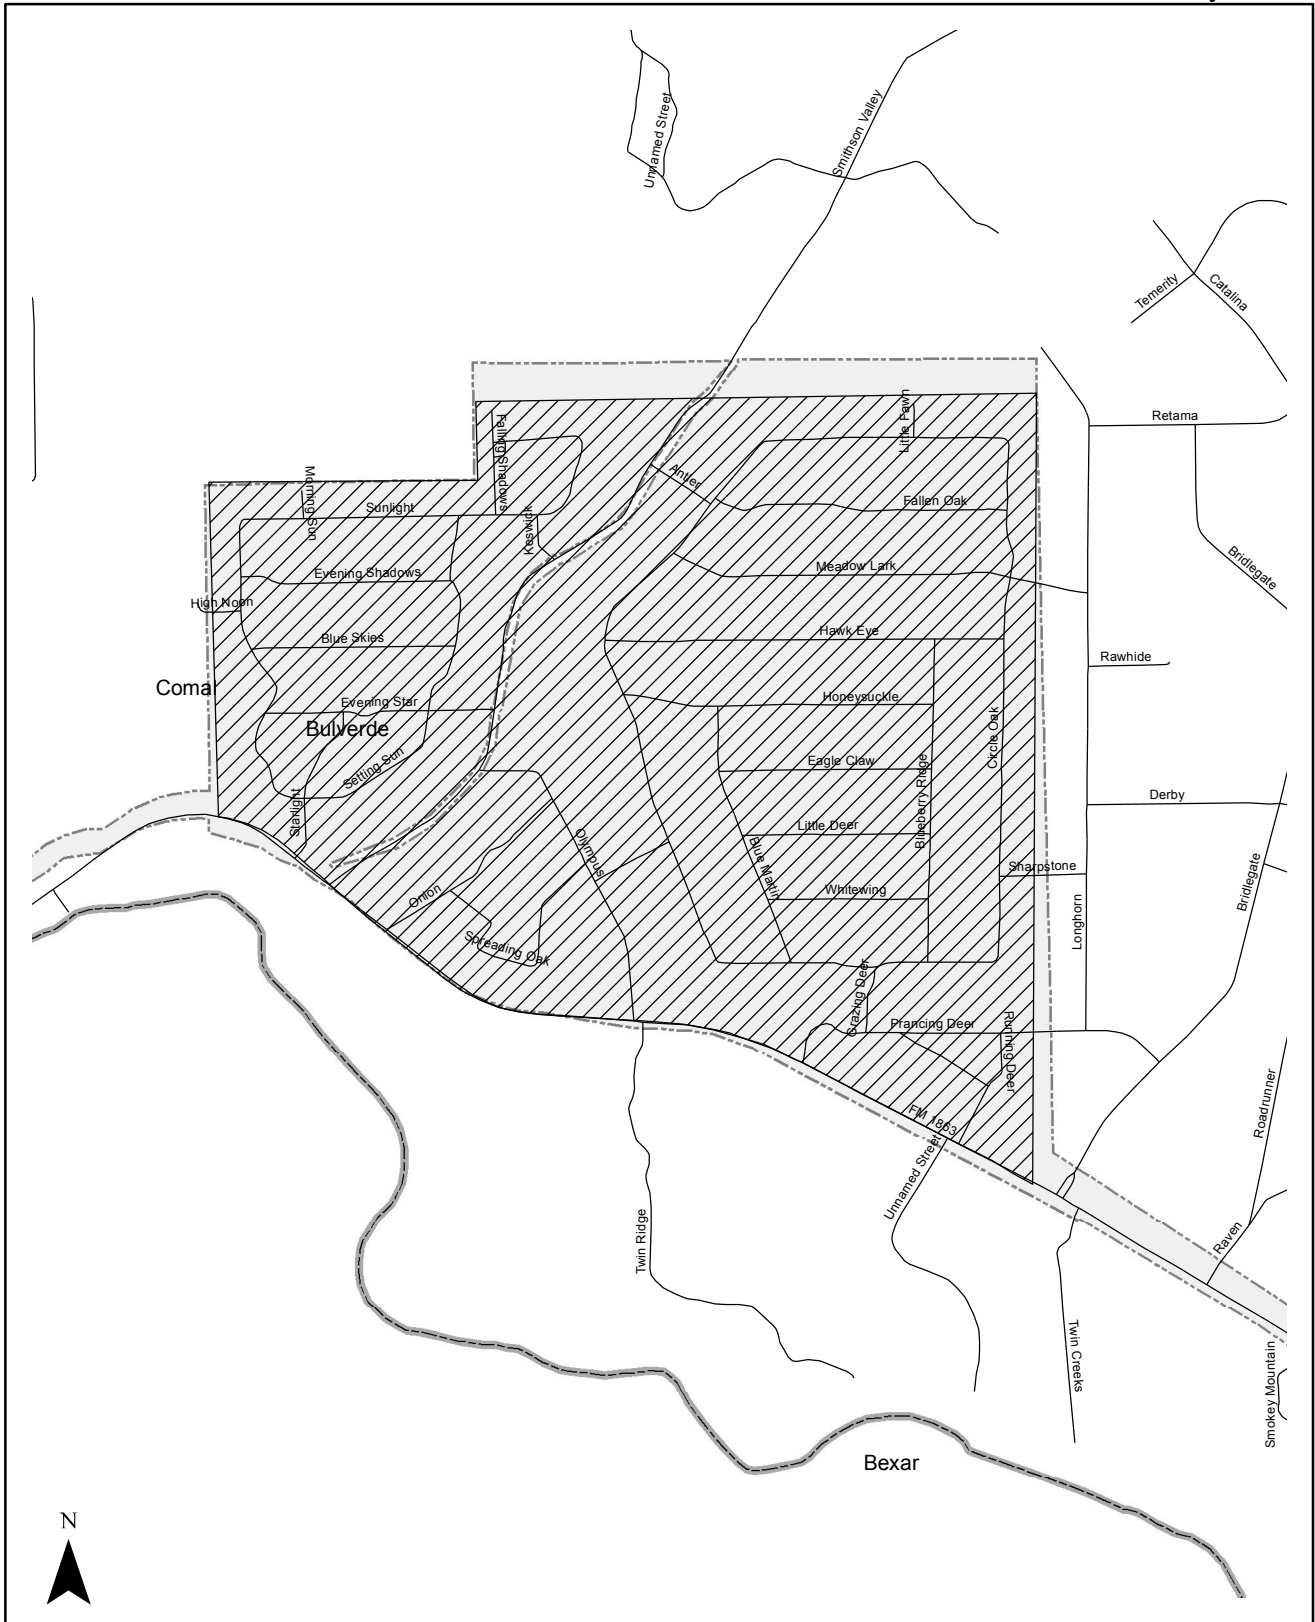 Unnamed Street
Smithson Valley
Temerity
Catalina
Retama
Little Fawn
Falling Shadows
Antler
Morning Sun
Sunlight
Fallen Oak
Keswick
Bridlegate
Evening Shadows
Meadow Lark
High Noon
Blue Skies
Hawk Eye
Rawhide
Comal
Evening Star
Honeysuckle
Bulverde
Circle Oak
Setting Sun
Eagle Claw
Blueberry Ridge
Derby
Starlight
Olympus
Little Deer
Blue Martin
Sharpstone
Bridlegate
Onion
Whitewing
Longhorn
Spreading Oak
Grazing Deer
Prancing Deer
Running Deer
FM 1863
Roadrunner
Unnamed Street
Twin Ridge
Raven
Twin Creeks
Smokey Mountain
Bexar
N